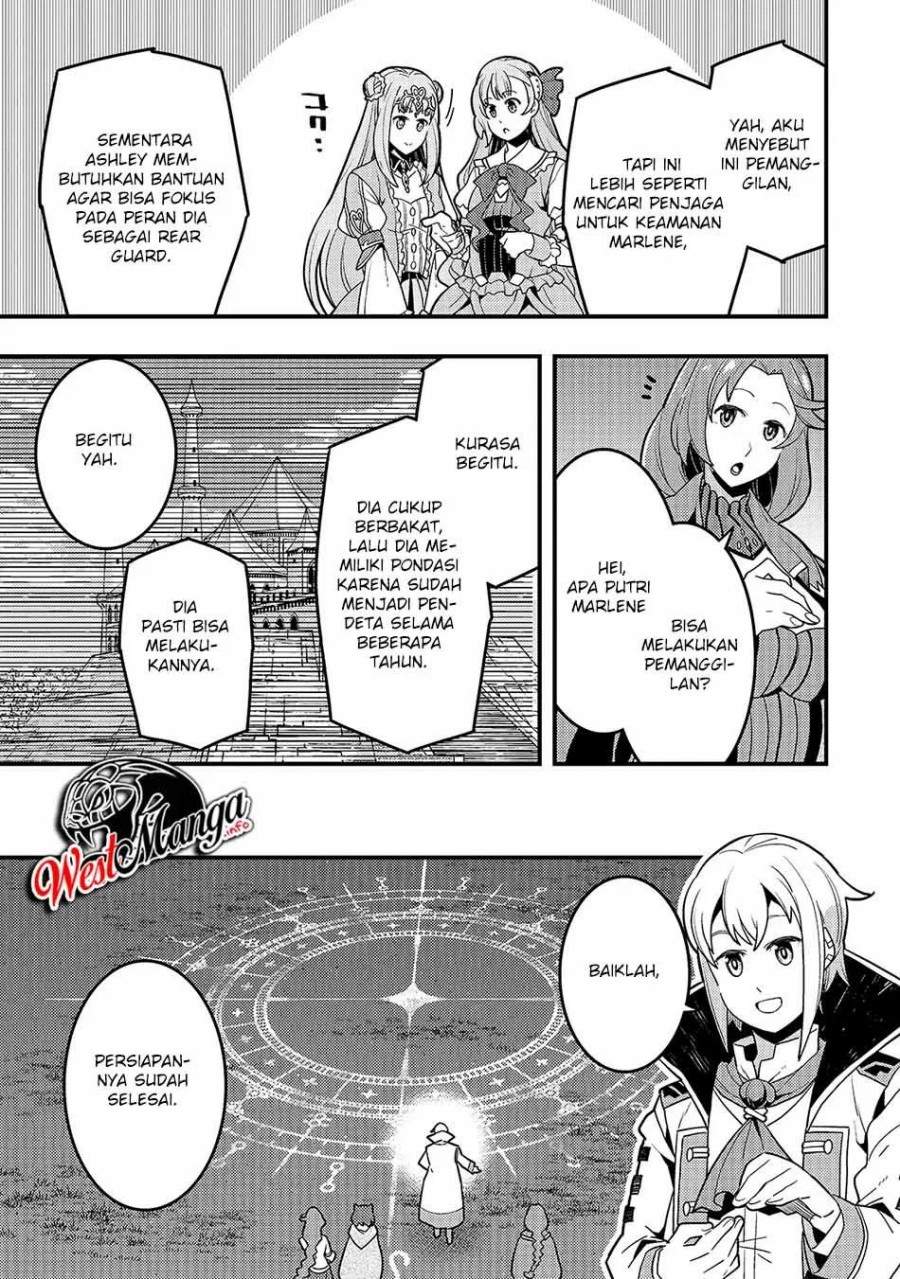 YAH, AKU
MENYEBUT
INI PEMANG-
GILAN,
TAPI INI
LEBIH SEPERTI
MENCARI PENJAGA
UNTUK KEAMANAN
MARLENE,
SEMENTARA
ASHLEY MEM-
BUTUHKAN BANTUAN
AGAR BISA FOKUS
PADA PERAN DIA
SEBAGAI REAR
GUARD.
HEI,
APA PUTRI
MARLENE
BISA
MELAKUKAN
PEMANGGI-
LAN?
KURASA
BEGITU.
DIA CUKUP
BERBAKAT,
LALU DIA ME-
MILIKI PONDASI
KARENA SUDAH
MENJADI PEN-
DETA SELAMA
BEBERAPA
TAHUN.
BEGITU
YAH.
DIA
PASTI BISA
MELAKU-
KANNYA.
WestManga
.info
BAIKLAH,
PERSIAPAN-
NYA SUDAH
SELESAI.